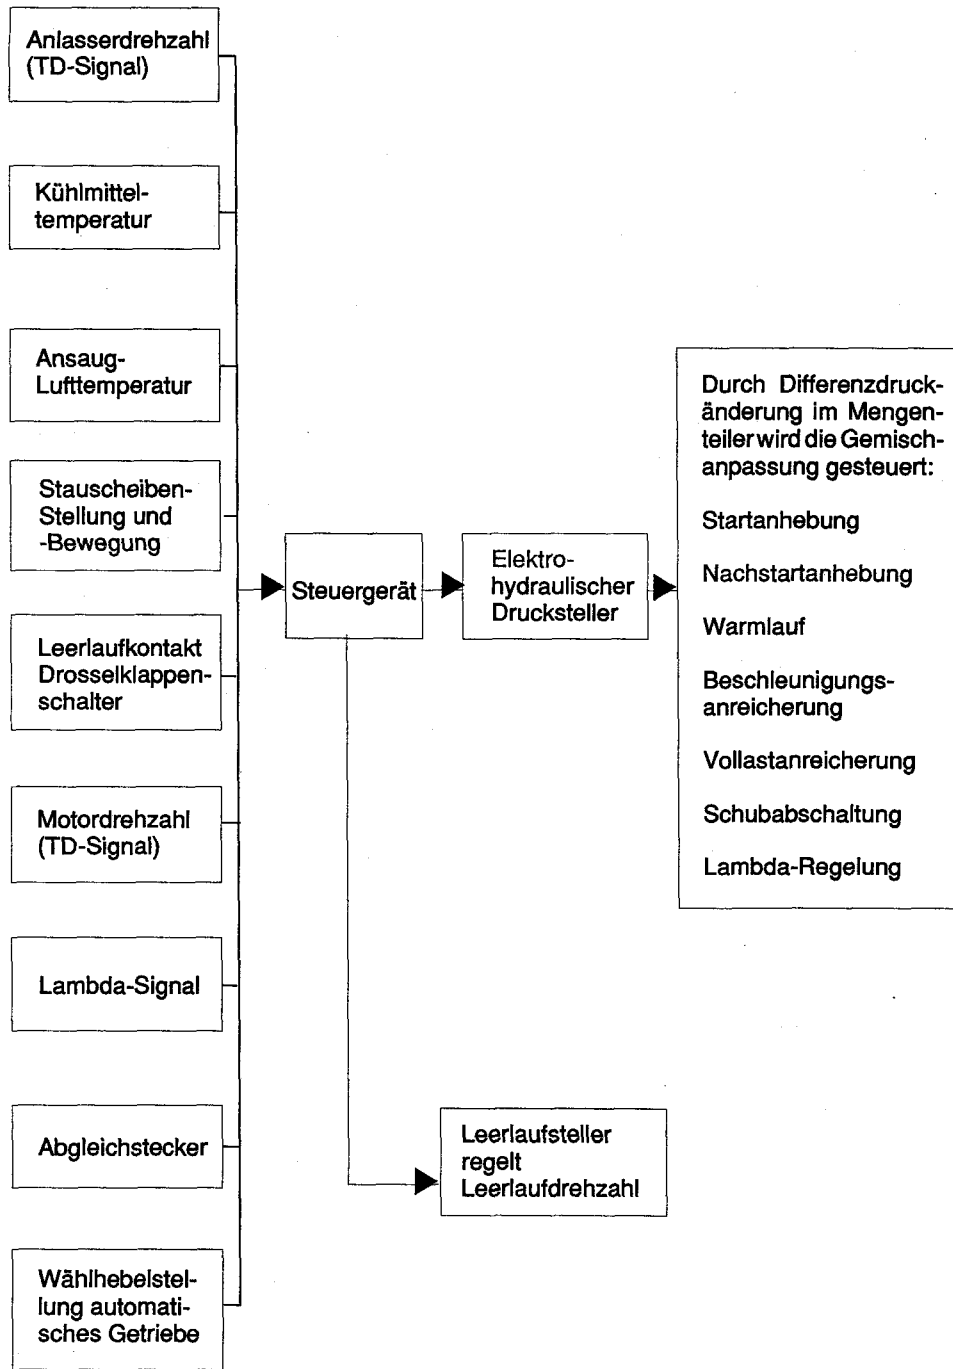 Anlasserdrehzahl
(TD-Signal)
Kühlmittel-
temperatur
Ansaug-
Lufttemperatur
Stauscheiben-
Stellung und
-Bewegung
Leerlaufkontakt
Drosselklappen-
schalter
Motordrehzahl
(TD-Signal)
Lambda-Signal
Abgleichstecker
Wählhebelstel-
lung automati-
sches Getriebe
Steuergerät
Elektro-
hydraulischer
Drucksteller
Durch Differenzdruck-
änderung im Mengen-
teiler wird die Gemisch-
anpassung gesteuert:
Startanhebung
Nachstartanhebung
Warmlauf
Beschleunigungs-
anreicherung
Vollastanreicherung
Schubabschaltung
Lambda-Regelung
Leerlaufsteller
regelt
Leerlaufdrehzahl